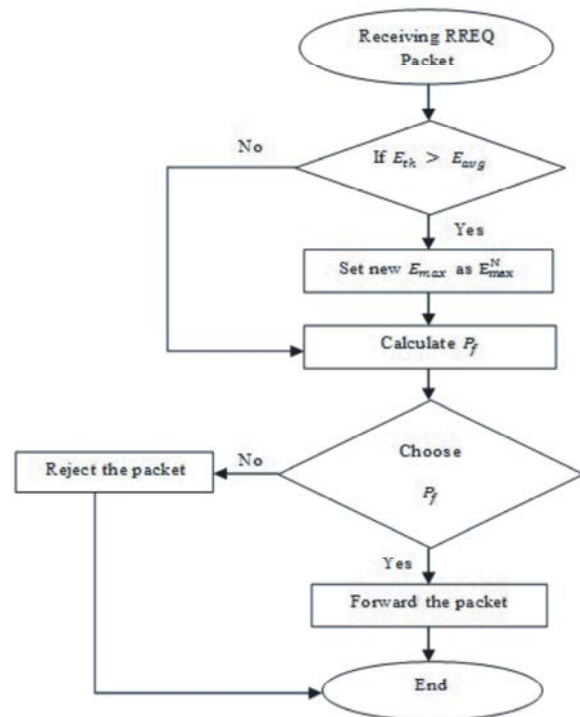 Receiving RREQ
Packet
No
If E_th > E_avg
Yes
Set new E_max as E_max^N
Calculate P_f
Choose
P_f
No
Reject the packet
Yes
Forward the packet
End